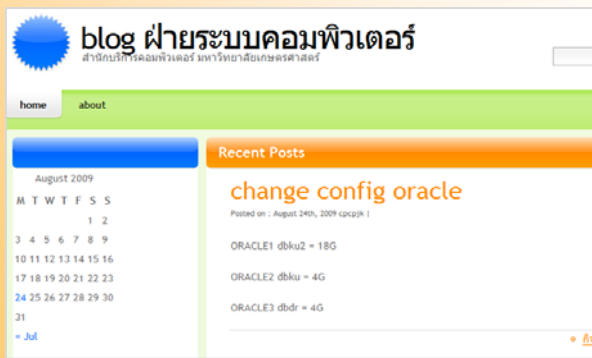 blog ฝ่ายระบบคอมพิวเตอร์
สำนักบริการคอมพิวเตอร์ มหาวิทยาลัยเกษตรศาสตร์
home about
Recent Posts
August 2009
M T W T F S S
1 2
3 4 5 6 7 8 9
10 11 12 13 14 15 16
17 18 19 20 21 22 23
24 25 26 27 28 29 30
31
« Jul
change config oracle
Posted on : August 24th, 2009 cpcpjk |
ORACLE1 dbku2 = 18G
ORACLE2 dbku = 4G
ORACLE3 dbdr = 4G